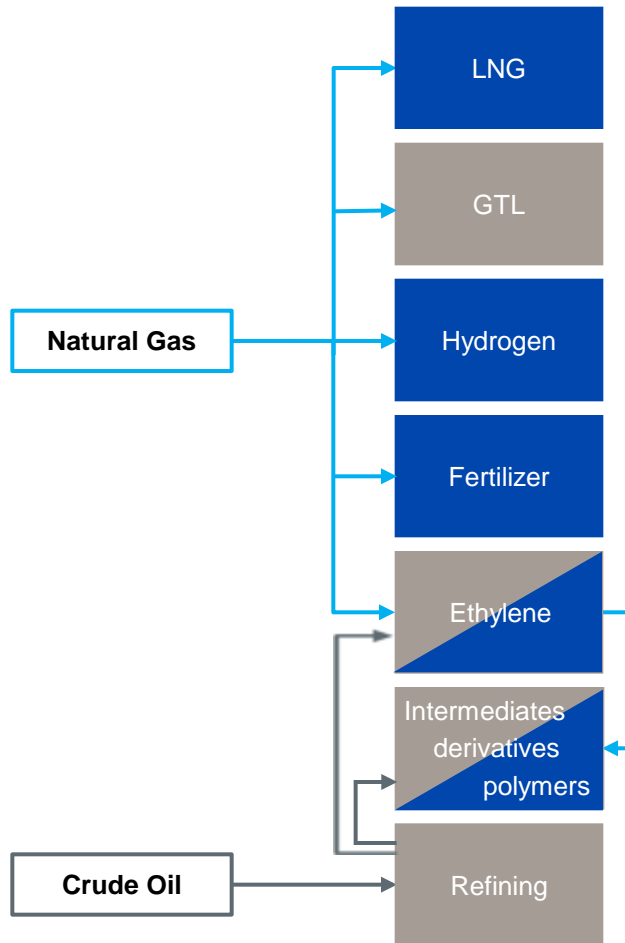 LNG
GTL
Natural Gas
Hydrogen
Fertilizer
Ethylene
Intermediates
derivatives
polymers
Crude Oil
Refining